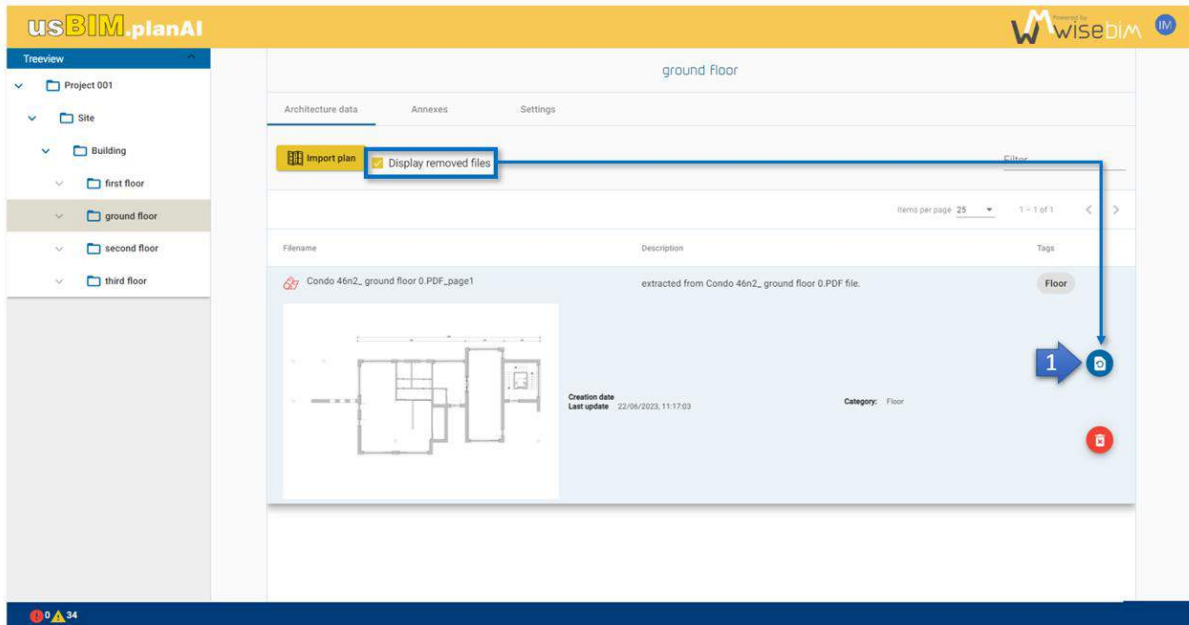 usBIM.planAI
Powered by
wisebim
IM
Treeview
Project 001
Site
Building
first floor
ground floor
second floor
third floor
ground floor
Architecture data Annexes Settings
Import plan Display removed files Filter
Items per page 25 1 – 1 of 1
Filename Description Tags
Condo 46n2_ ground floor 0.PDF_page1 extracted from Condo 46n2_ ground floor 0.PDF file. Floor
1
Creation date
Last update 22/06/2023, 11:17:03 Category: Floor
0 34